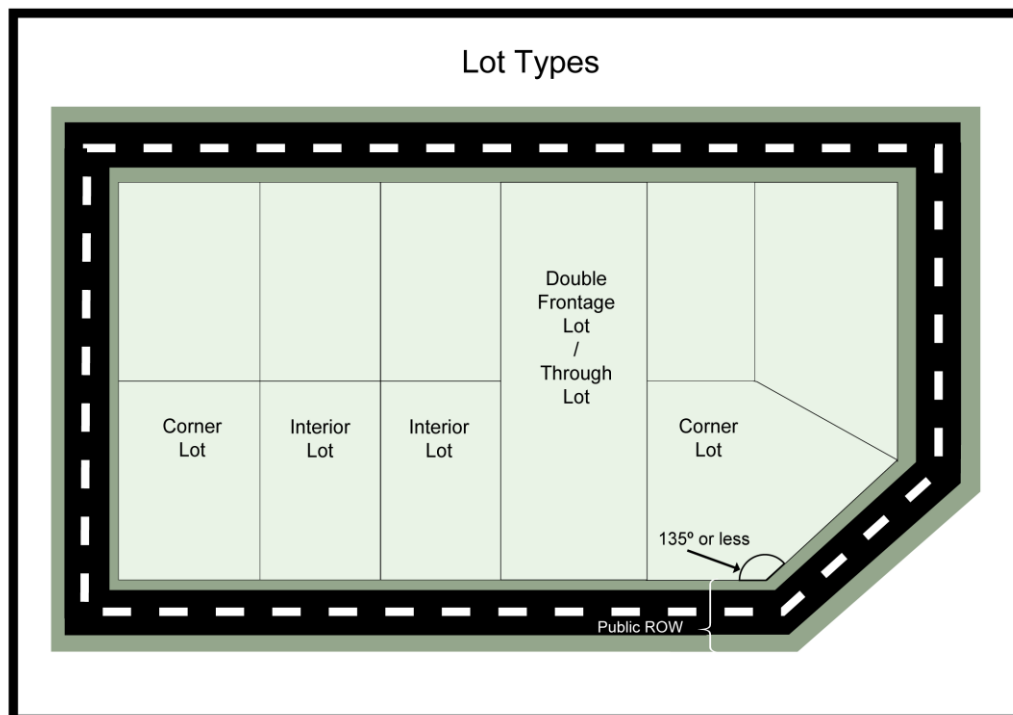 Lot Types
Double
Frontage
Lot
/
Through
Lot
Corner
Lot
Interior
Lot
Interior
Lot
Corner
Lot
135º or less
Public ROW